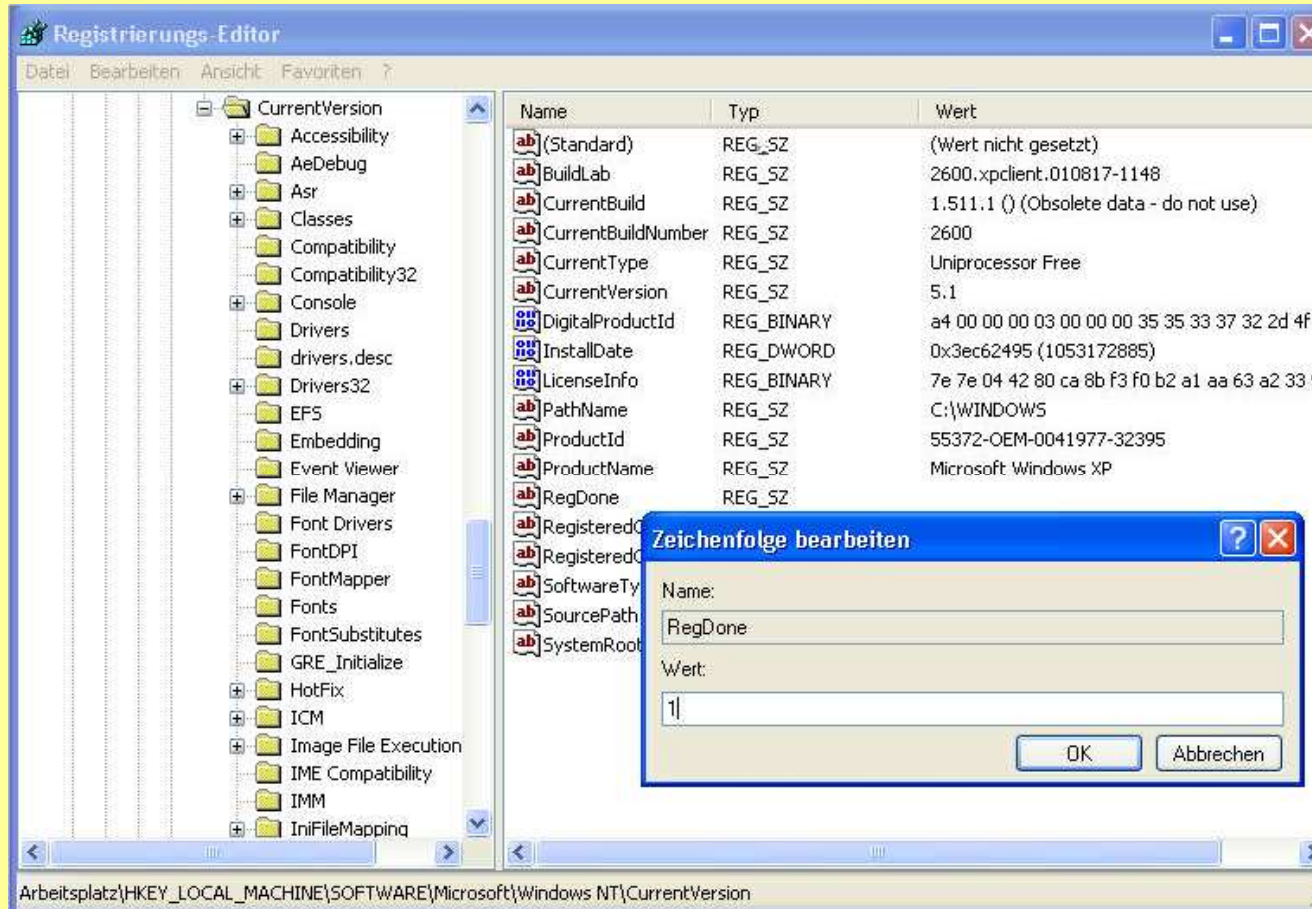 Registrierungs-Editor
Datei Bearbeiten Ansicht Favoriten ?
CurrentVersion
Accessibility
AeDebug
Asr
Classes
Compatibility
Compatibility32
Console
Drivers
drivers.desc
Drivers32
EFS
Embedding
Event Viewer
File Manager
Font Drivers
FontDPI
FontMapper
Fonts
FontSubstitutes
GRE_Initialize
HotFix
ICM
Image File Execution
IME Compatibility
IMM
IniFileMapping
Name Typ Wert
(Standard) REG_SZ (Wert nicht gesetzt)
BuildLab REG_SZ 2600.xpclient.010817-1148
CurrentBuild REG_SZ 1.511.1 () (Obsolete data - do not use)
CurrentBuildNumber REG_SZ 2600
CurrentType REG_SZ Uniprocessor Free
CurrentVersion REG_SZ 5.1
DigitalProductId REG_BINARY a4 00 00 00 03 00 00 00 35 35 33 37 32 2d 4f
InstallDate REG_DWORD 0x3ec62495 (1053172885)
LicenseInfo REG_BINARY 7e 7e 04 42 80 ca 8b f3 f0 b2 a1 aa 63 a2 33
PathName REG_SZ C:\WINDOWS
ProductId REG_SZ 55372-OEM-0041977-32395
ProductName REG_SZ Microsoft Windows XP
RegDone REG_SZ
Registered
Registered
SoftwareTy
SourcePath
SystemRoot
Zeichenfolge bearbeiten
Name:
RegDone
Wert:
1
OK Abbrechen
Arbeitsplatz\HKEY_LOCAL_MACHINE\SOFTWARE\Microsoft\Windows NT\CurrentVersion